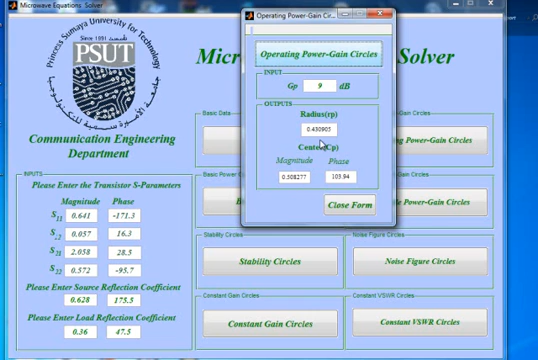 Microwave Equations Solver
Operating Power-Gain Cir...
Princess Sumaya University for Technology
Since 1991
PSUT
Operating Power-Gain Circles
INPUT
Gp 9 dB
OUTPUTS
Radius(rp)
0.430905
Center(Cp)
Magnitude Phase
0.508277 103.94
Close Form
Solver
Communication Engineering
Department
INPUTS
Please Enter the Transistor S-Parameters
Magnitude Phase
S11 0.641 -171.3
S12 0.057 16.3
S21 2.058 28.5
S22 0.572 -95.7
Please Enter Source Reflection Coefficient
0.628 175.5
Please Enter Load Reflection Coefficient
0.36 47.5
Basic Data
Gain Circles
Power-Gain Circles
Basic Power
Power-Gain Circles
Stability Circles
Stability Circles
Noise Figure Circles
Noise Figure Circles
Constant Gain Circles
Constant Gain Circles
Constant VSWR Circles
Constant VSWR Circles